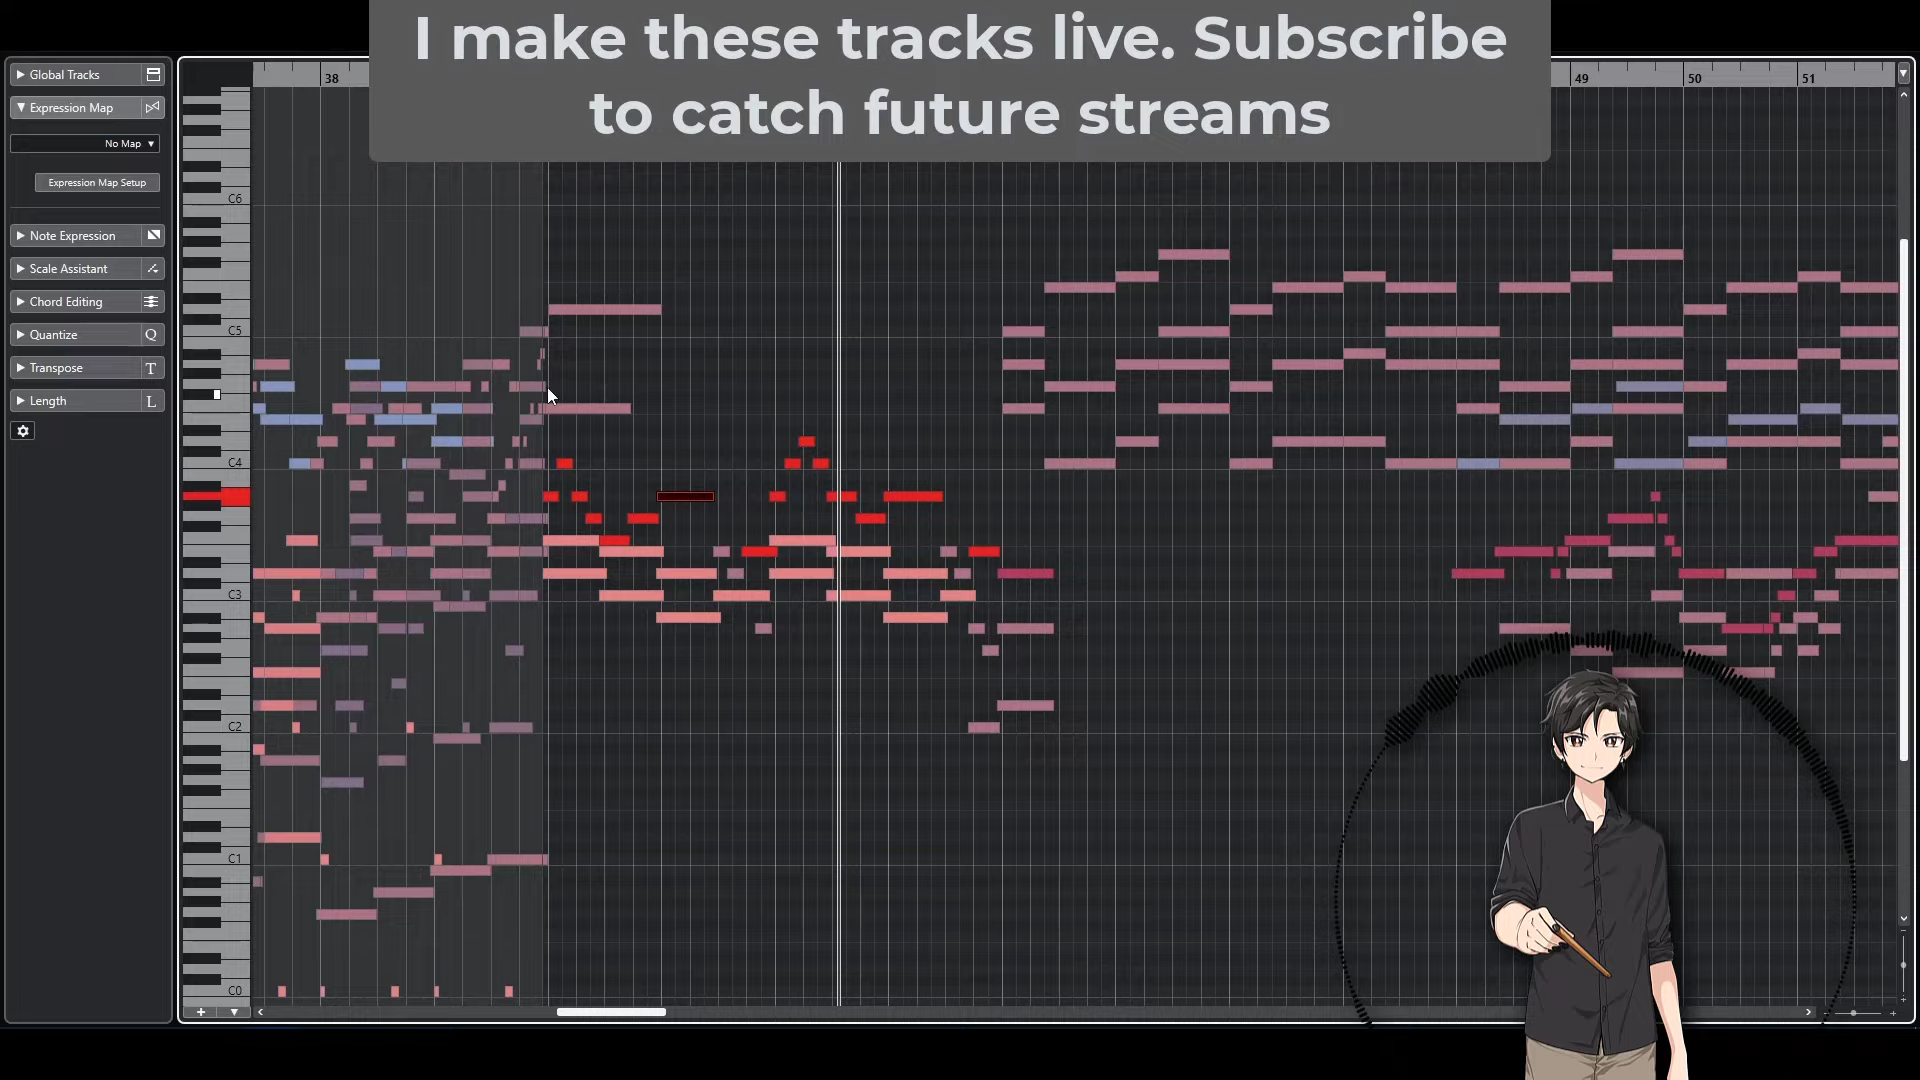 I make these tracks live. Subscribe
to catch future streams
Global Tracks
Expression Map
No Map
Expression Map Setup
Note Expression
Scale Assistant
Chord Editing
Quantize Q
Transpose T
Length L
38
49
50
51
C6
C5
C4
C3
C2
C1
C0